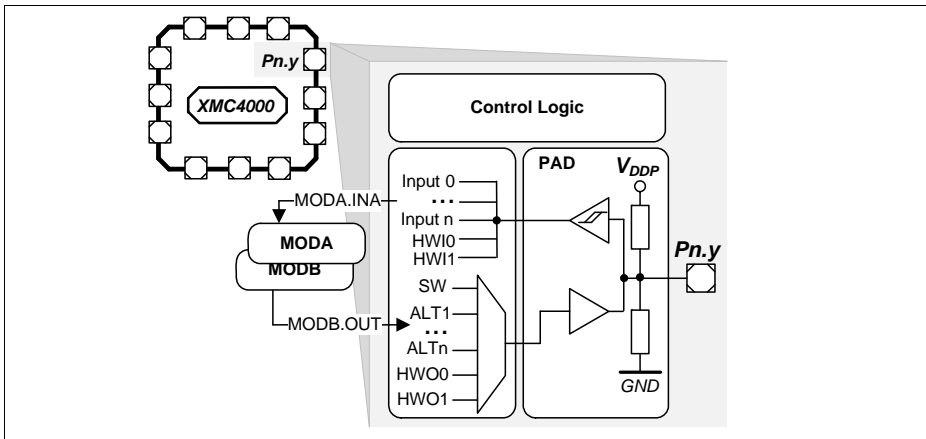 Pn.y
XMC4000
Control Logic
PAD
VDDP
Input 0
...
Input n
HWI0
HWI1
MODA.INA
MODA
MODB
MODB.OUT
Pn.y
SW
ALT1
...
ALTn
HWO0
HWO1
GND